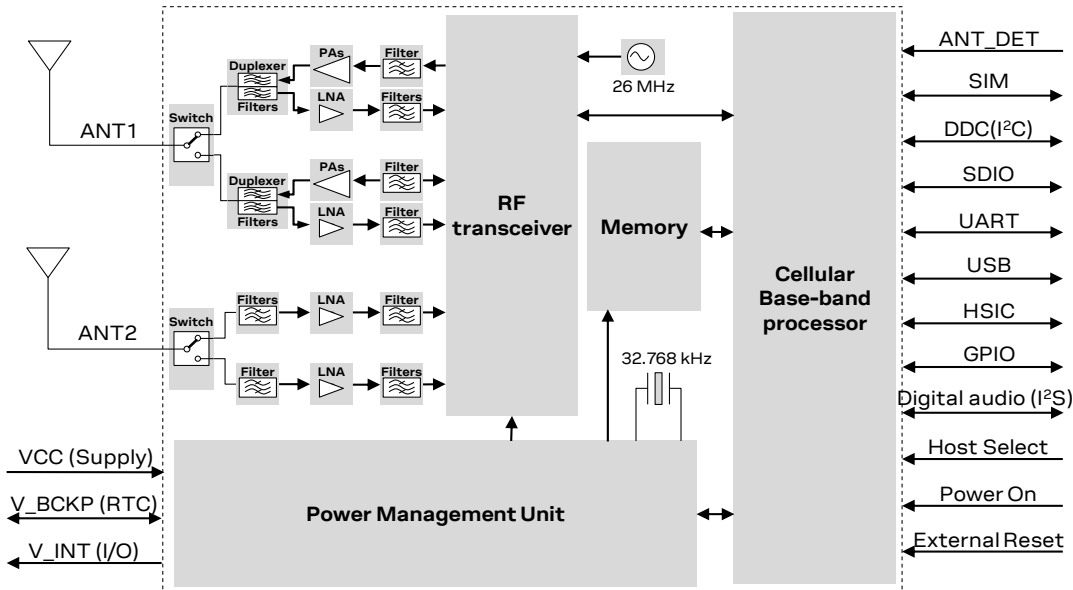 PAs
Filter
Duplexer
LNA
Filters
Filters
Switch
ANT1
PAs
Filter
Duplexer
LNA
Filter
Filters
26 MHz
RF
transceiver
Memory
Cellular
Base-band
processor
Filters
LNA
Filter
Switch
ANT2
Filter
LNA
Filters
32.768 kHz
Power Management Unit
VCC (Supply)
V_BCKP (RTC)
V_INT (I/O)
ANT_DET
SIM
DDC(I²C)
SDIO
UART
USB
HSIC
GPIO
Digital audio (I²S)
Host Select
Power On
External Reset